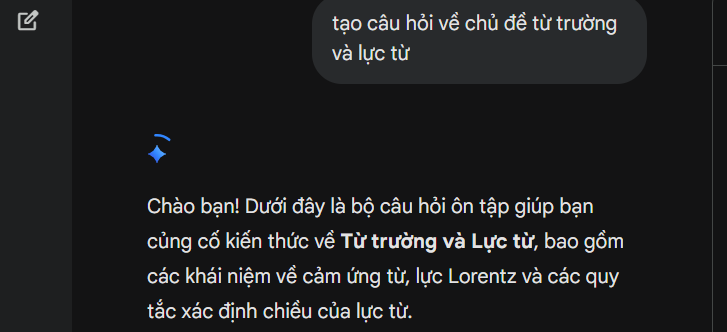 tạo câu hỏi về chủ đề từ trường
và lực từ
Chào bạn! Dưới đây là bộ câu hỏi ôn tập giúp bạn
củng cố kiến thức về Từ trường và Lực từ, bao gồm
các khái niệm về cảm ứng từ, lực Lorentz và các quy
tắc xác định chiều của lực từ.